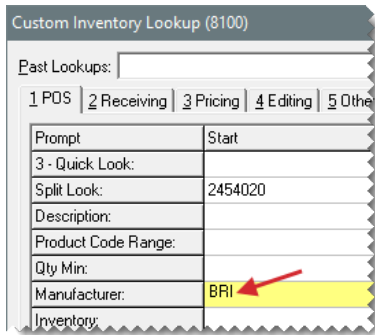 Custom Inventory Lookup (8100)
Past Lookups:
1 POS 2 Receiving 3 Pricing 4 Editing 5 Othe
Prompt Start
3 - Quick Look:
Split Look: 2454020
Description:
Product Code Range:
Qty Min:
Manufacturer: BRI
Inventory: